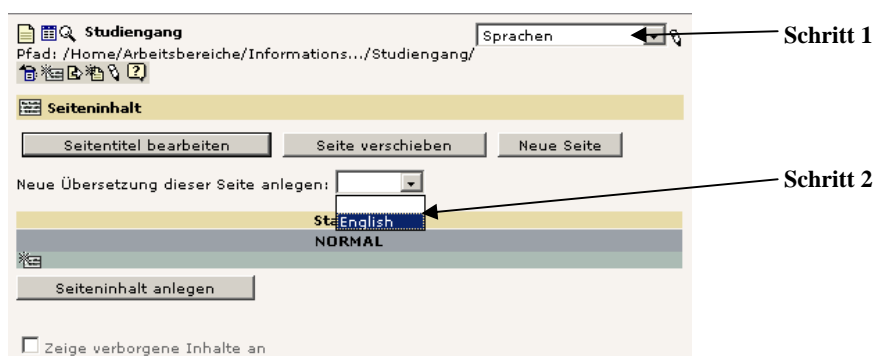 Studiengang
Sprachen
Schritt 1
Pfad: /Home/Arbeitsbereiche/Informations.../Studiengang/
Seiteninhalt
Seitentitel bearbeiten Seite verschieben Neue Seite
Neue Übersetzung dieser Seite anlegen:
Schritt 2
English
NORMAL
Seiteninhalt anlegen
Zeige verborgene Inhalte an